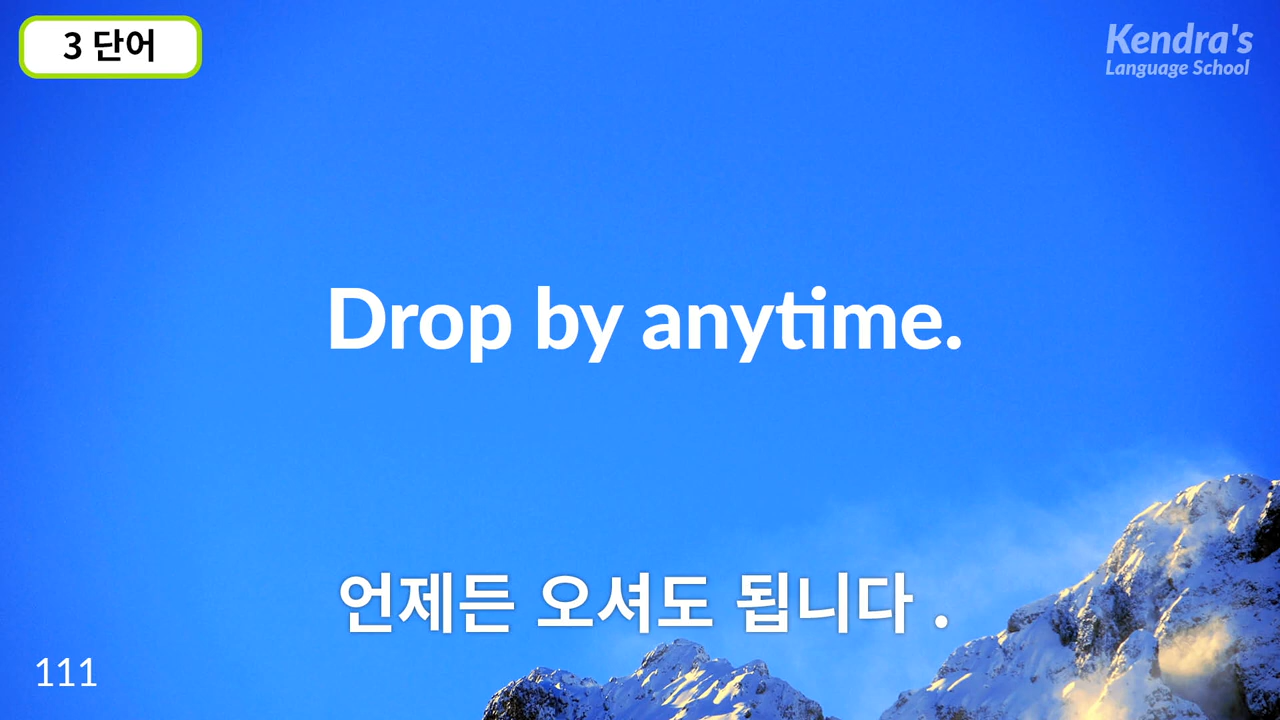 3 단어
Kendra's
Language School
Drop by anytime.
언제든 오셔도 됩니다 .
111